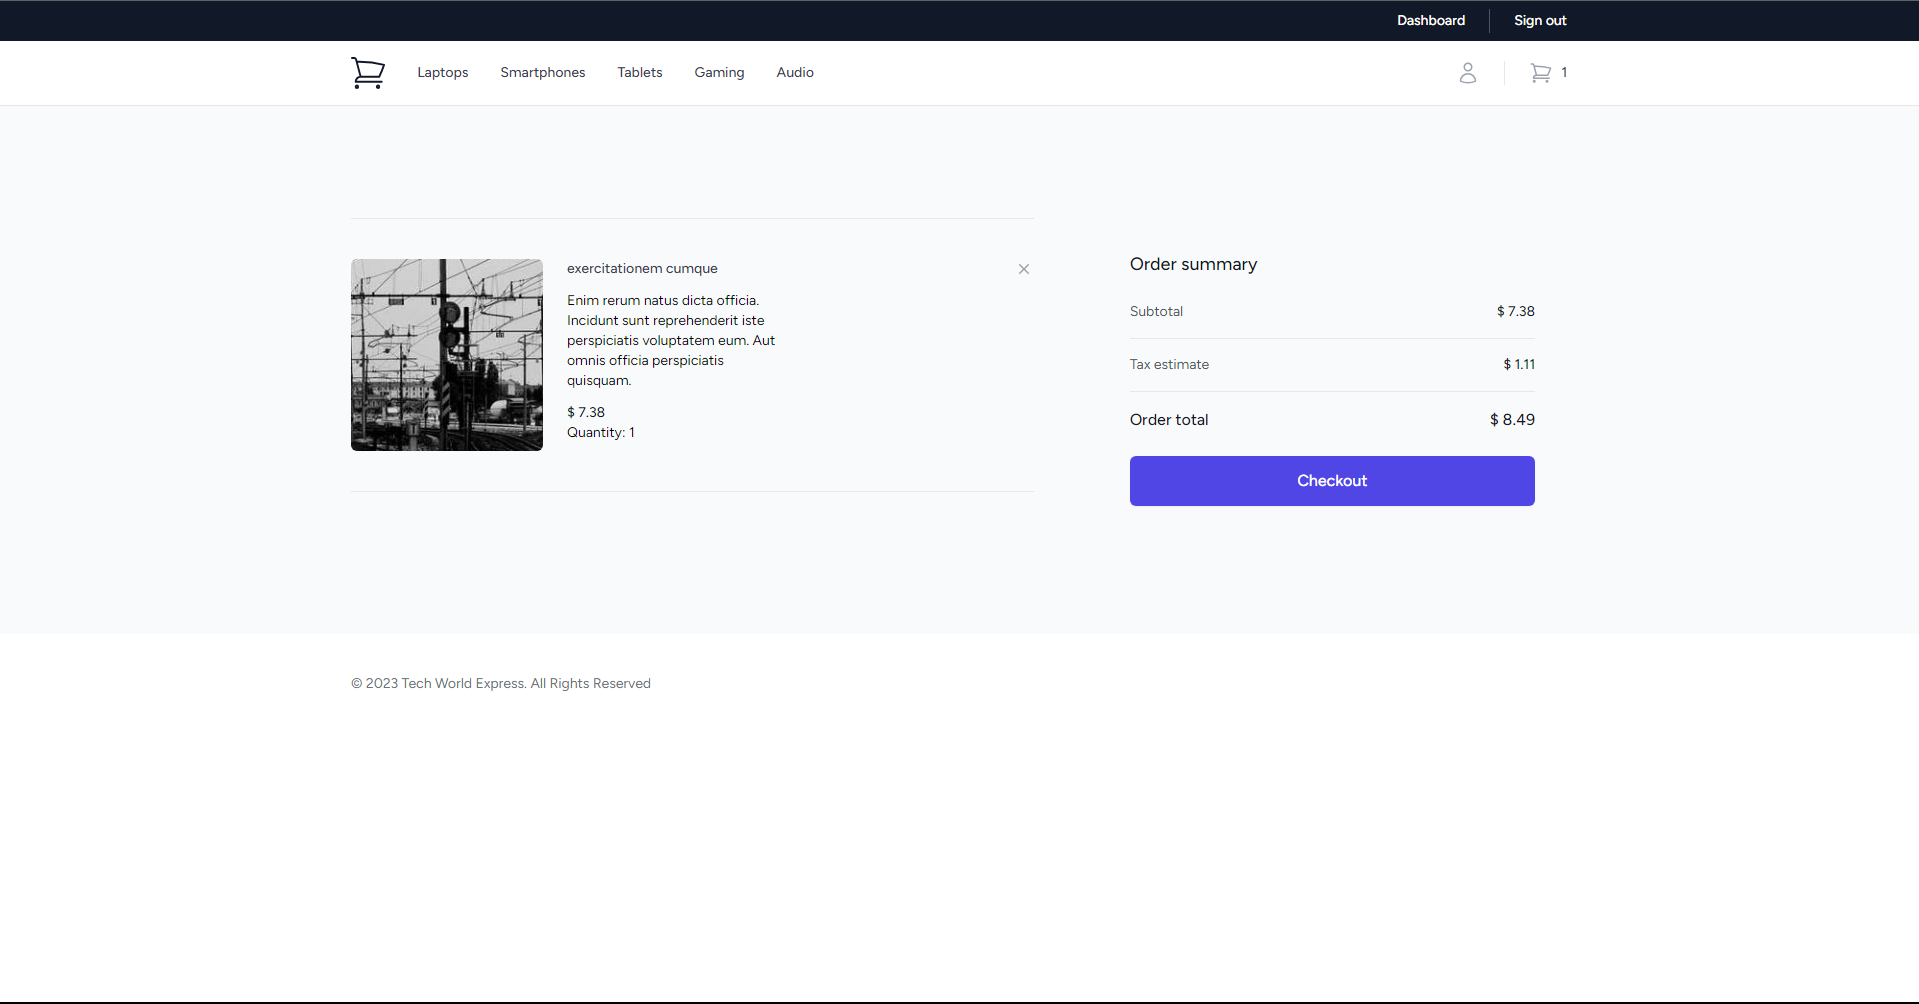 Dashboard
Sign out
Laptops
Smartphones
Tablets
Gaming
Audio
1
exercitationem cumque
Enim rerum natus dicta officia.
Incidunt sunt reprehenderit iste
perspiciatis voluptatem eum. Aut
omnis officia perspiciatis
quisquam.
$ 7.38
Quantity: 1
Order summary
Subtotal $ 7.38
Tax estimate $ 1.11
Order total $ 8.49
Checkout
© 2023 Tech World Express. All Rights Reserved